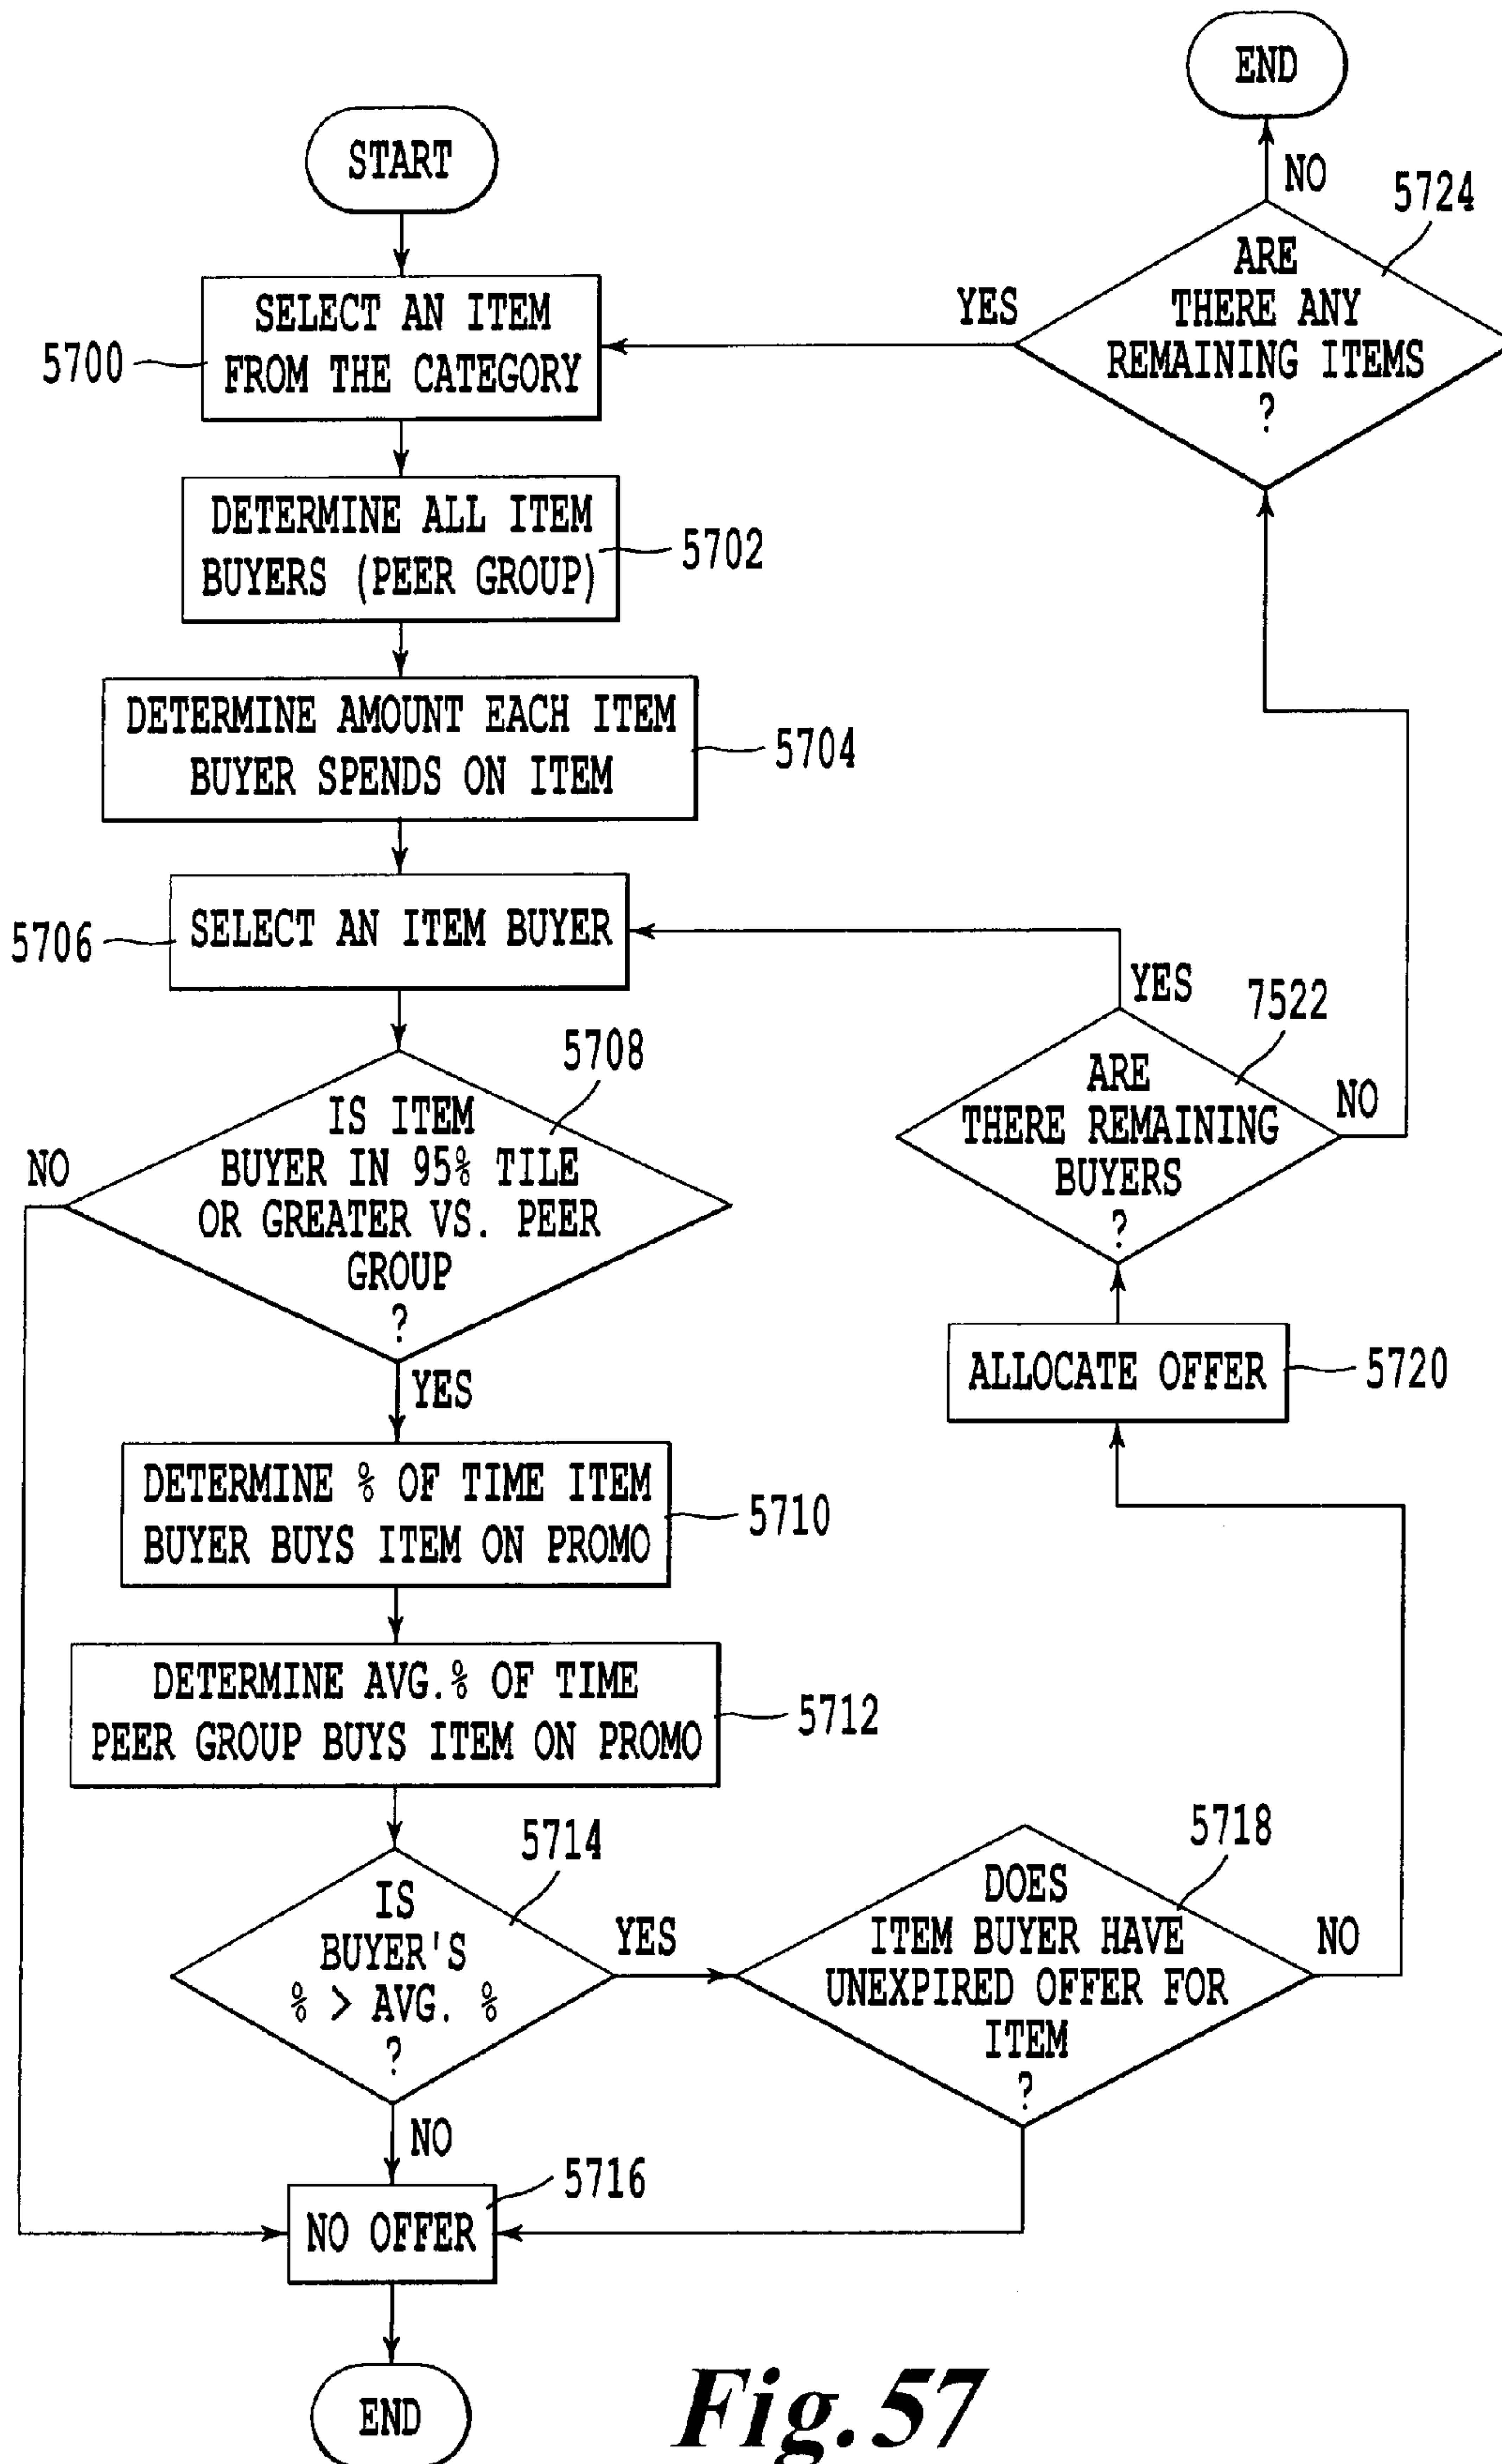 START
5700
SELECT AN ITEM
FROM THE CATEGORY
DETERMINE ALL ITEM
BUYERS (PEER GROUP)
5702
DETERMINE AMOUNT EACH ITEM
BUYER SPENDS ON ITEM
5704
5706
SELECT AN ITEM BUYER
5708
IS ITEM
BUYER IN 95% TILE
OR GREATER VS. PEER
GROUP
?
NO
YES
DETERMINE % OF TIME ITEM
BUYER BUYS ITEM ON PROMO
5710
DETERMINE AVG.% OF TIME
PEER GROUP BUYS ITEM ON PROMO
5712
5714
IS
BUYER'S
% > AVG. %
?
YES
NO
5716
NO OFFER
END
5718
DOES
ITEM BUYER HAVE
UNEXPIRED OFFER FOR
ITEM
?
NO
ALLOCATE OFFER
5720
7522
ARE
THERE REMAINING
BUYERS
?
YES
NO
5724
ARE
THERE ANY
REMAINING ITEMS
?
YES
NO
END
Fig.57